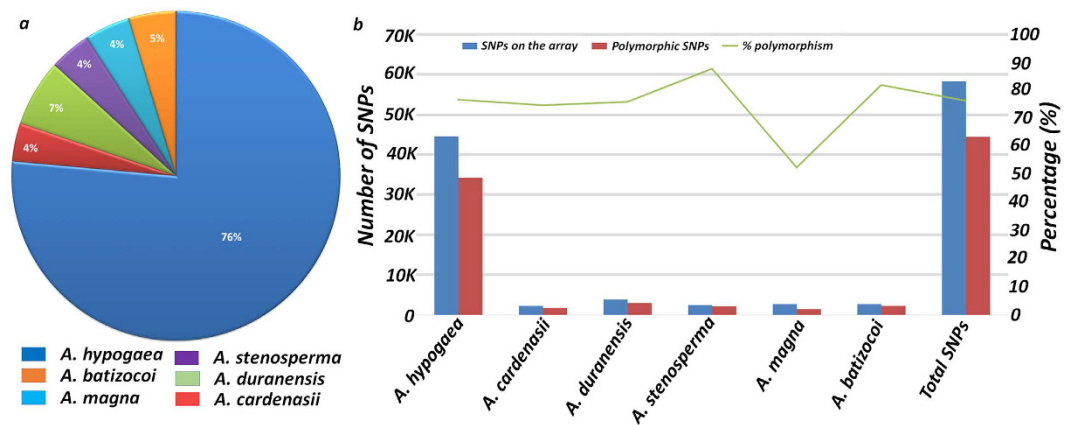 a
5%
4%
4%
7%
4%
76%
A. hypogaea
A. stenosperma
A. batizocoi
A. duranensis
A. magna
A. cardenasii
b
SNPs on the array
Polymorphic SNPs
% polymorphism
Number of SNPs
70K
60K
50K
40K
30K
20K
10K
0
100
90
80
70
60
50
40
30
20
10
0
Percentage (%)
A. hypogaea
A. cardenasii
A. duranensis
A. stenosperma
A. magna
A. batizocoi
Total SNPs